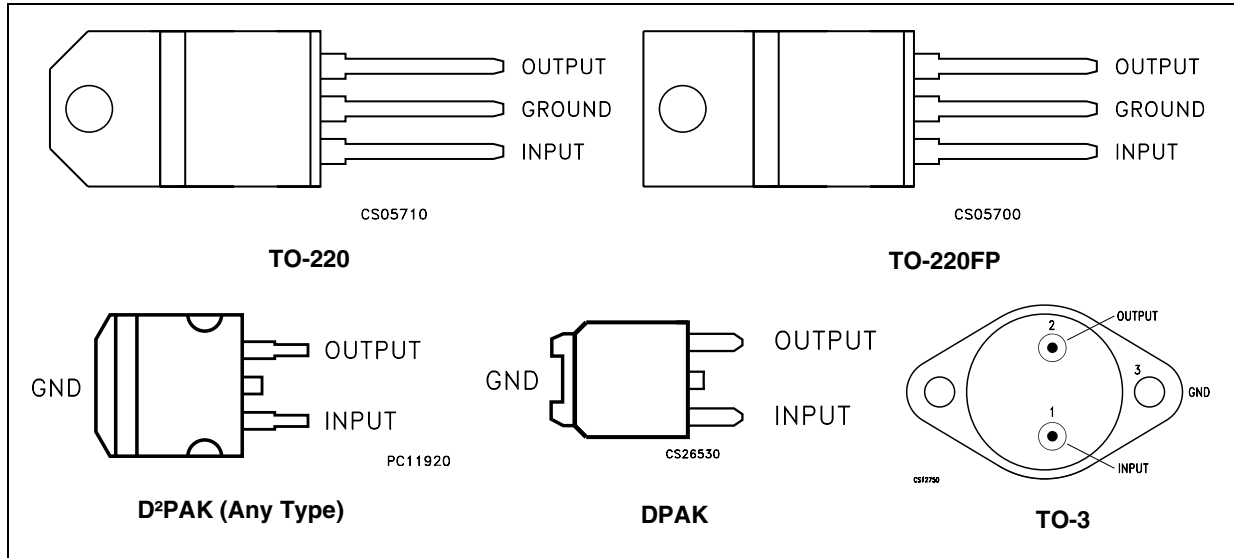 OUTPUT
GROUND
INPUT
CS05710
TO-220
OUTPUT
GROUND
INPUT
CS05700
TO-220FP
GND
OUTPUT
INPUT
PC11920
D²PAK (Any Type)
GND
OUTPUT
INPUT
CS26530
DPAK
2
OUTPUT
3
GND
1
INPUT
CS12750
TO-3